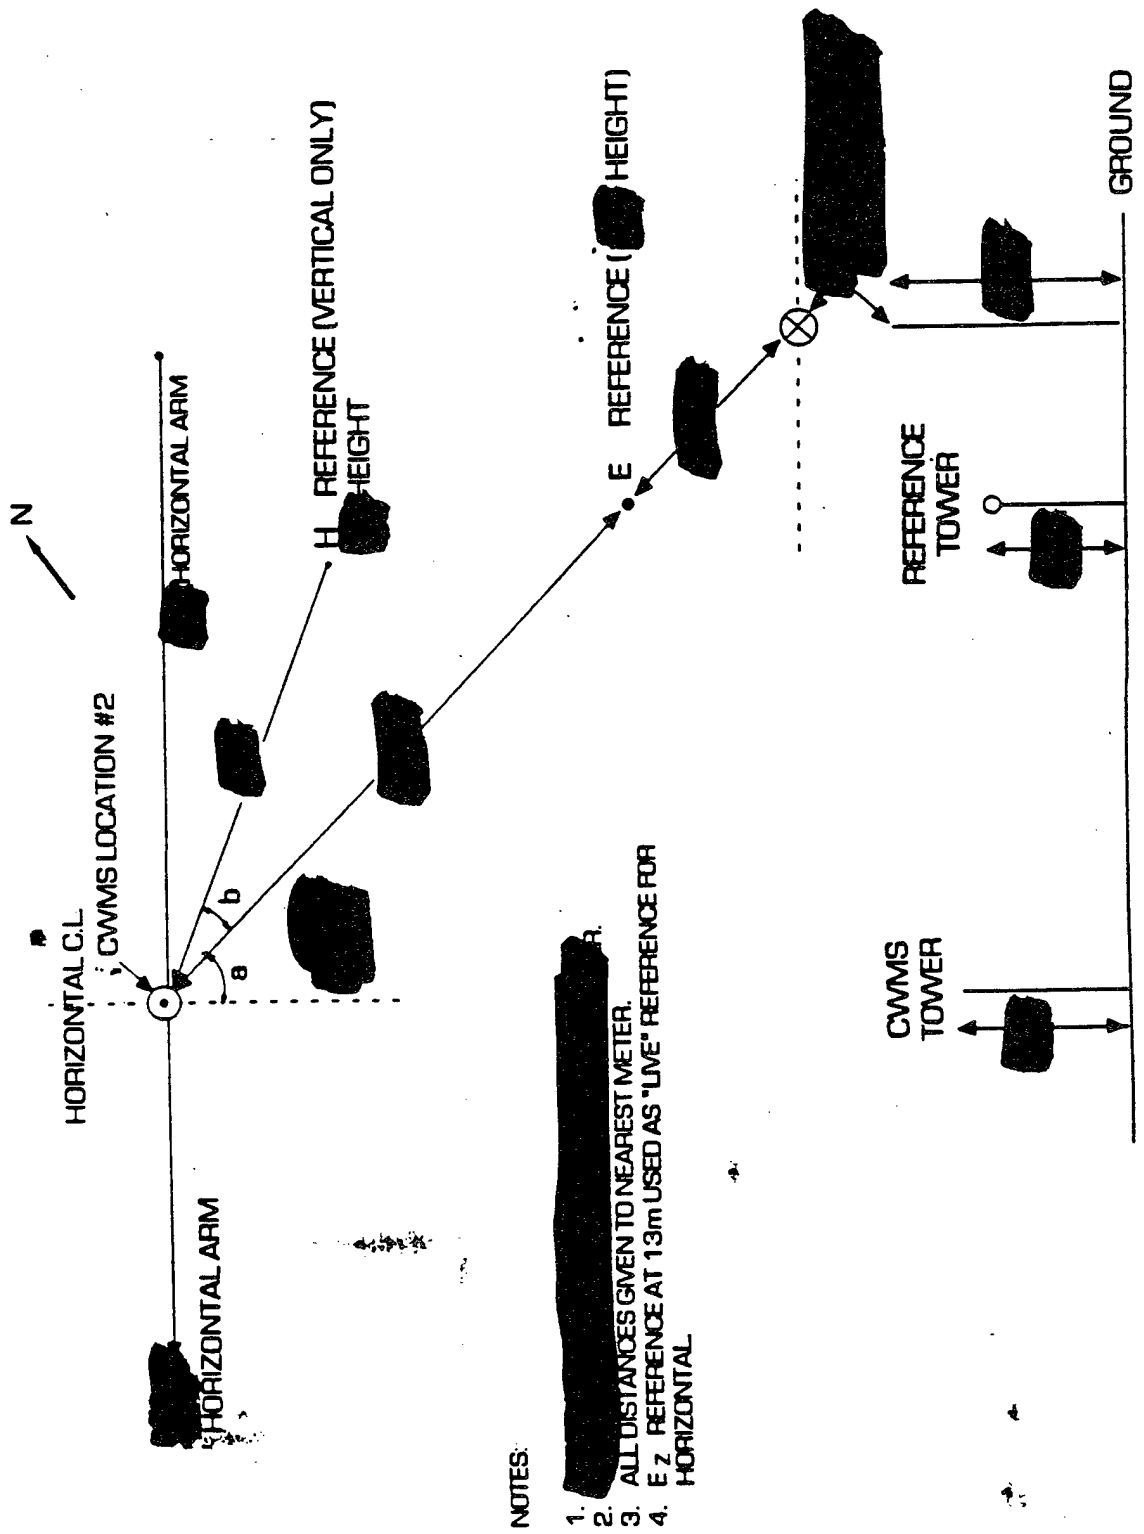 N
HORIZONTAL C.L.
CWMS LOCATION #2
HORIZONTAL ARM
HORIZONTAL ARM
H REFERENCE (VERTICAL ONLY)
HEIGHT
a
b
E REFERENCE ( HEIGHT)
NOTES:
1.
2. R.
3. ALL DISTANCES GIVEN TO NEAREST METER.
4. E z REFERENCE AT 13m USED AS "LIVE" REFERENCE FOR
HORIZONTAL
CWMS
TOWER
REFERENCE
TOWER
GROUND